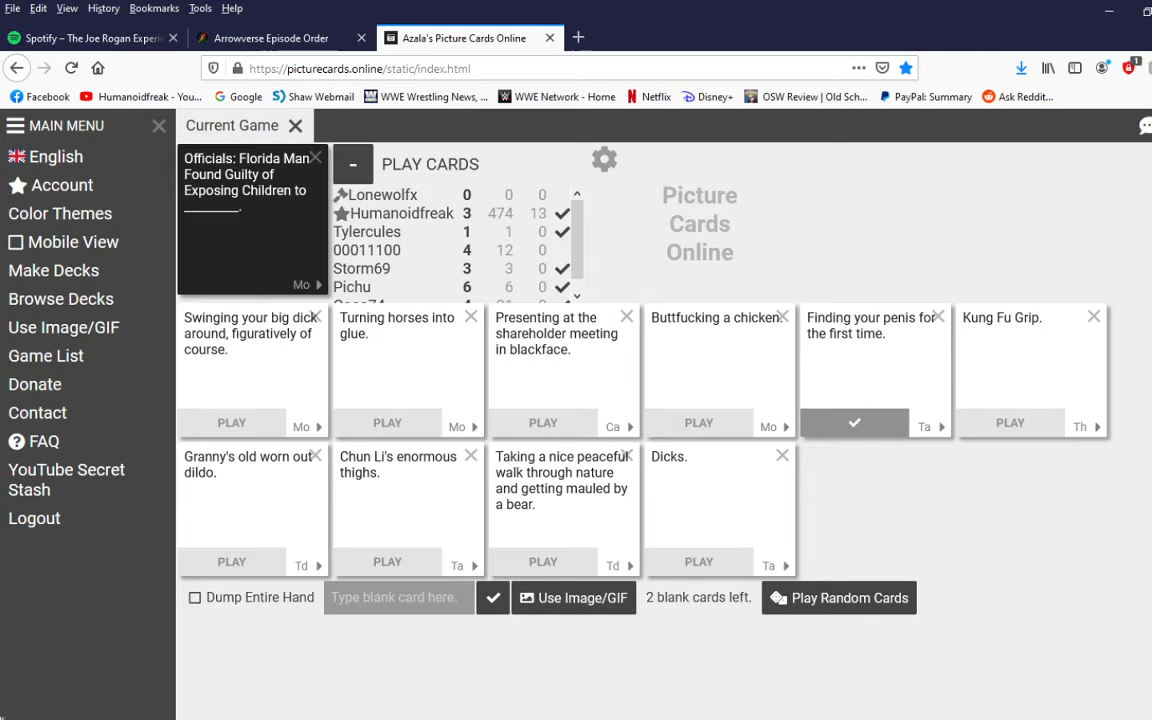 File Edit View History Bookmarks Tools Help
Spotify – The Joe Rogan Experi
Arrowverse Episode Order
Azala's Picture Cards Online
https://picturecards.online/static/index.html
1
Facebook
Humanoidfreak - You...
Google
Shaw Webmail
WWE Wrestling News, ...
WWE Network - Home
Netflix
Disney+
OSW Review | Old Sch...
PayPal: Summary
Ask Reddit...
MAIN MENU
English
Account
Color Themes
Mobile View
Make Decks
Browse Decks
Use Image/GIF
Game List
Donate
Contact
FAQ
YouTube Secret
Stash
Logout
Current Game
Officials: Florida Man
Found Guilty of
Exposing Children to
________.
Mo
- PLAY CARDS
Lonewolfx 0 0 0
Humanoidfreak 3 474 13
Tylercules 1 1 0
00011100 4 12 0
Storm69 3 3 0
Pichu 6 6 0
Picture
Cards
Online
Swinging your big dick
around, figuratively of
course.
PLAY Mo
Turning horses into
glue.
PLAY Mo
Presenting at the
shareholder meeting
in blackface.
PLAY Ca
Buttfucking a chicken.
PLAY Mo
Finding your penis for
the first time.
Ta
Kung Fu Grip.
PLAY Th
Granny's old worn out
dildo.
PLAY Td
Chun Li's enormous
thighs.
PLAY Ta
Taking a nice peaceful
walk through nature
and getting mauled by
a bear.
PLAY Td
Dicks.
PLAY Ta
Dump Entire Hand
Type blank card here.
Use Image/GIF
2 blank cards left.
Play Random Cards